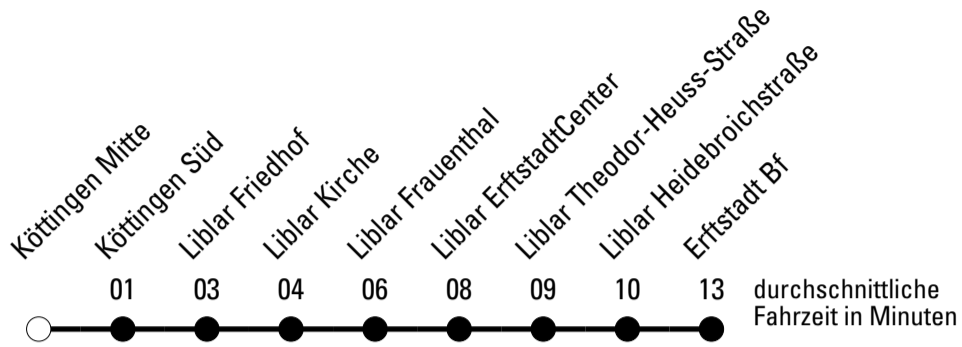 Köttingen Mitte
Köttingen Süd
Liblar Friedhof
Liblar Kirche
Liblar Frauenthal
Liblar ErftstadtCenter
Liblar Theodor-Heuss-Straße
Liblar Heidebroichstraße
Erftstadt Bf
01 03 04 06 08 09 10 13 durchschnittliche
Fahrzeit in Minuten